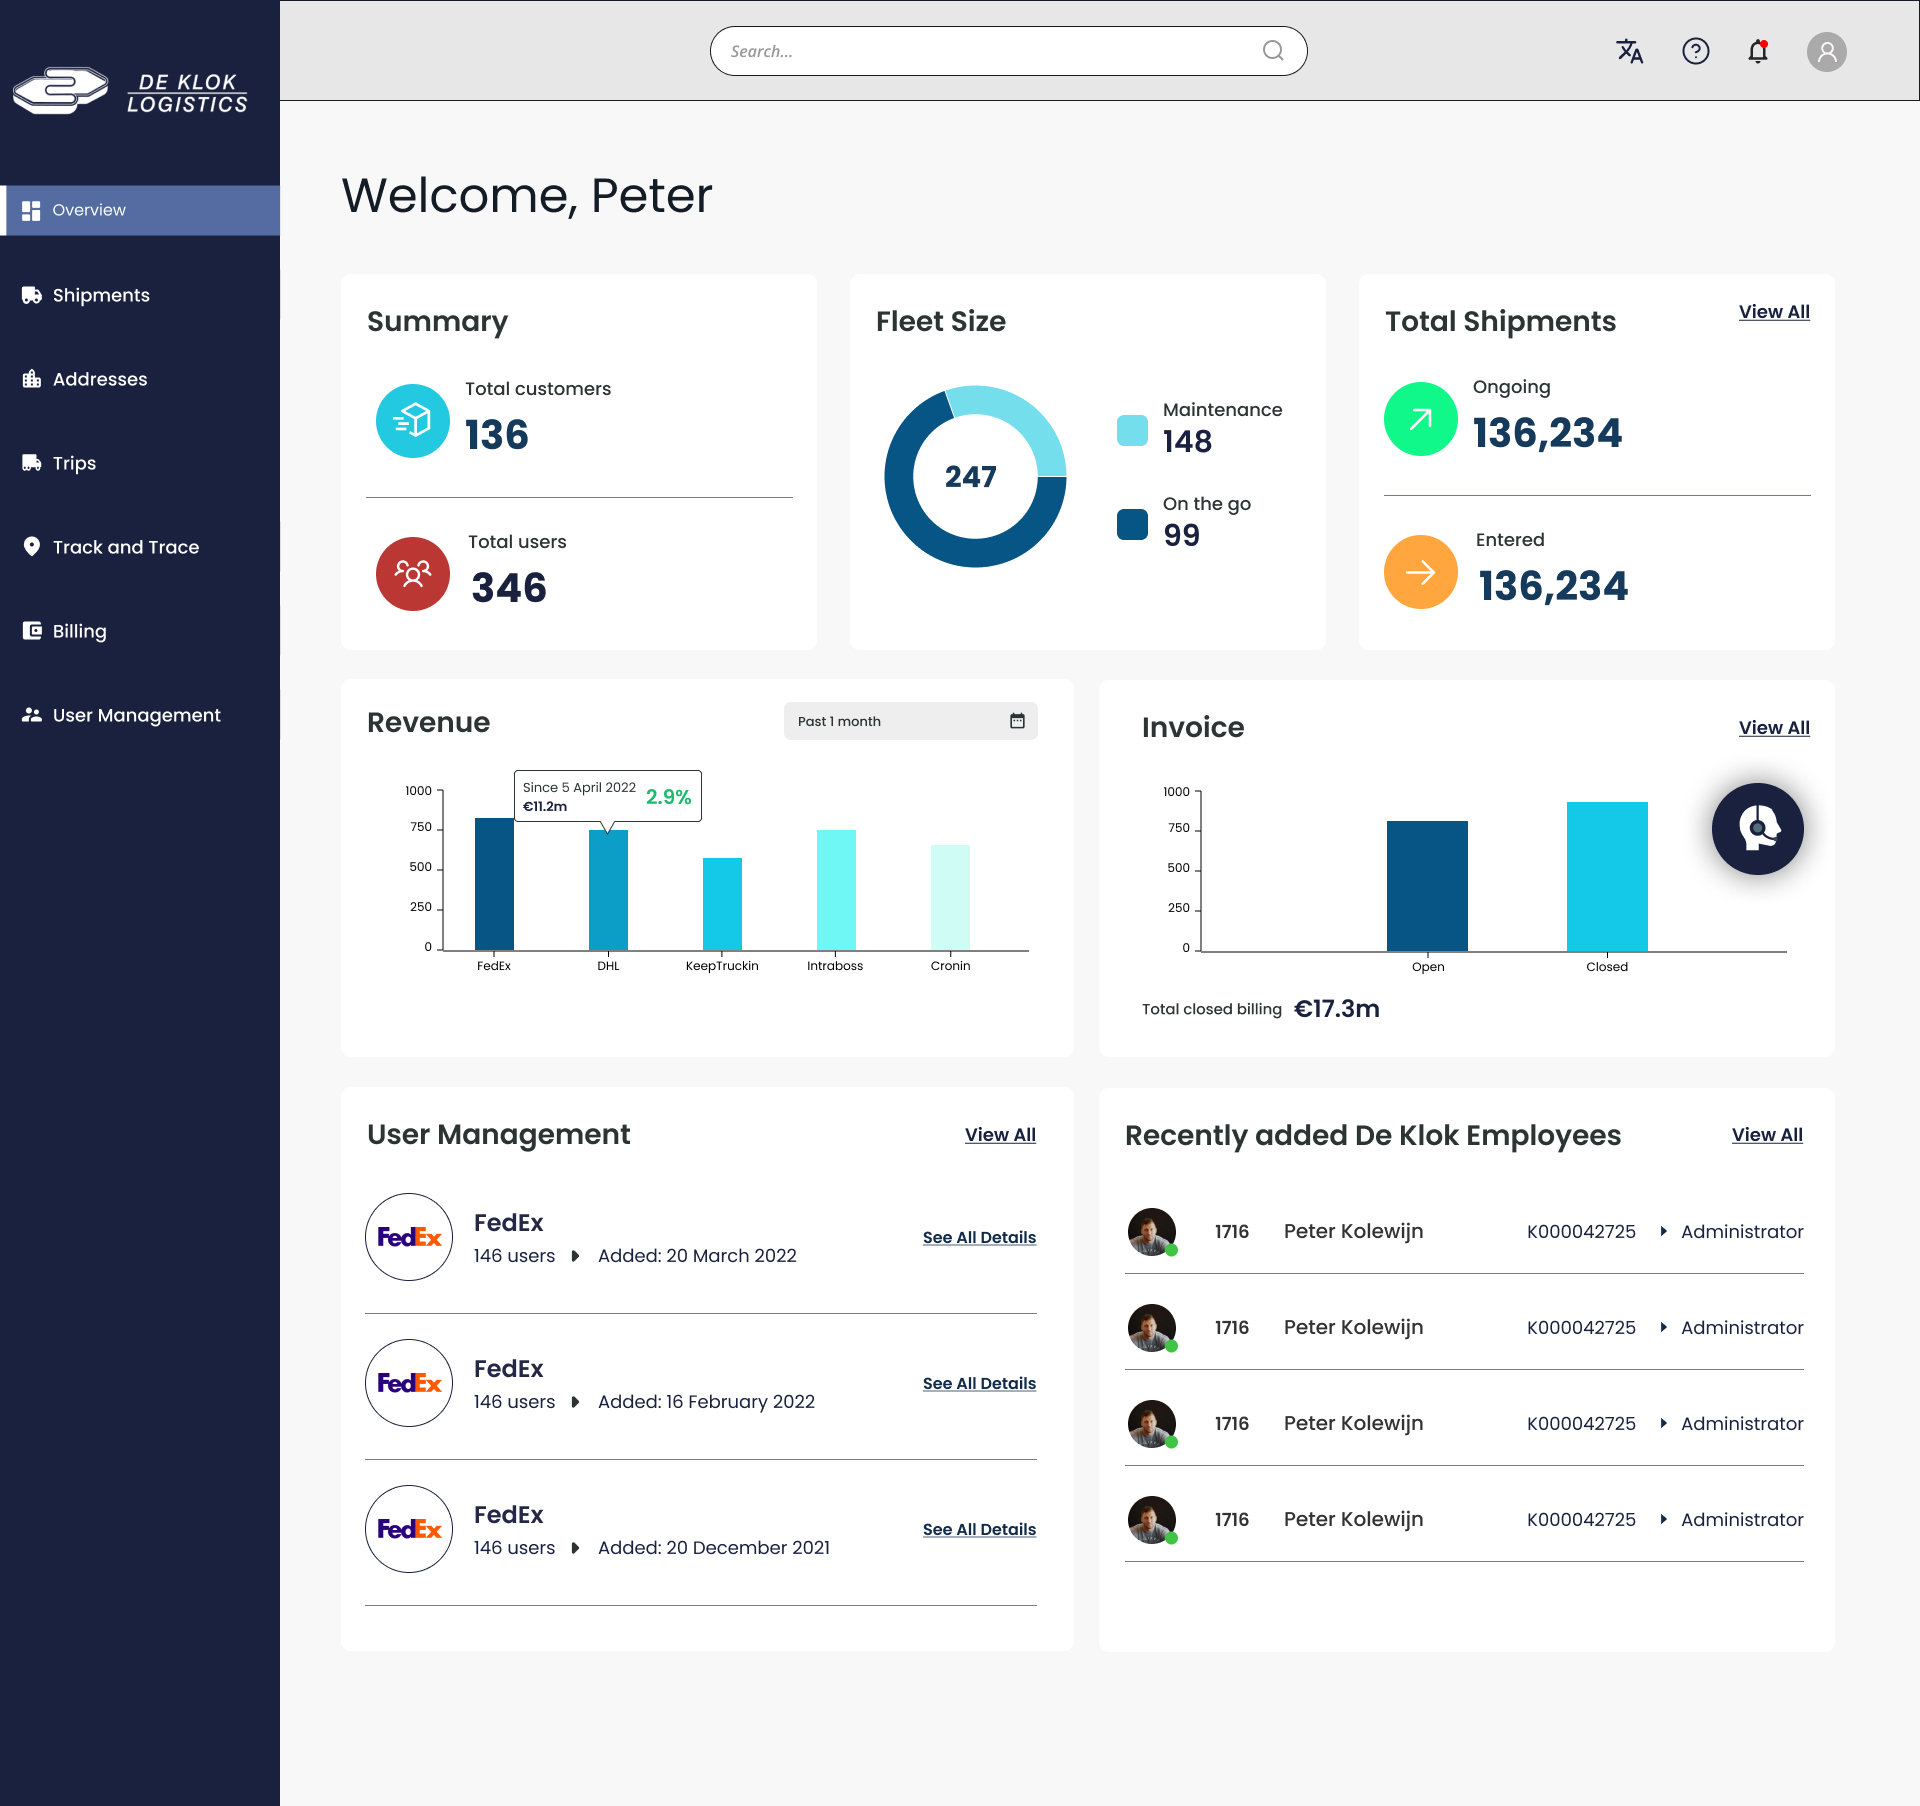 DE KLOK
LOGISTICS
Search...
Overview
Shipments
Addresses
Trips
Track and Trace
Billing
User Management
Welcome, Peter
Summary
Total customers
136
Total users
346
Fleet Size
247
Maintenance
148
On the go
99
Total Shipments
View All
Ongoing
136,234
Entered
136,234
Revenue
Past 1 month
1000
750
500
250
0
Since 5 April 2022
€11.2m
2.9%
FedEx
DHL
KeepTruckin
Intraboss
Cronin
Invoice
View All
1000
750
500
250
0
Open
Closed
Total closed billing €17.3m
User Management
View All
FedEx
FedEx
146 users
Added: 20 March 2022
See All Details
FedEx
FedEx
146 users
Added: 16 February 2022
See All Details
FedEx
FedEx
146 users
Added: 20 December 2021
See All Details
Recently added De Klok Employees
View All
1716 Peter Kolewijn K000042725 Administrator
1716 Peter Kolewijn K000042725 Administrator
1716 Peter Kolewijn K000042725 Administrator
1716 Peter Kolewijn K000042725 Administrator